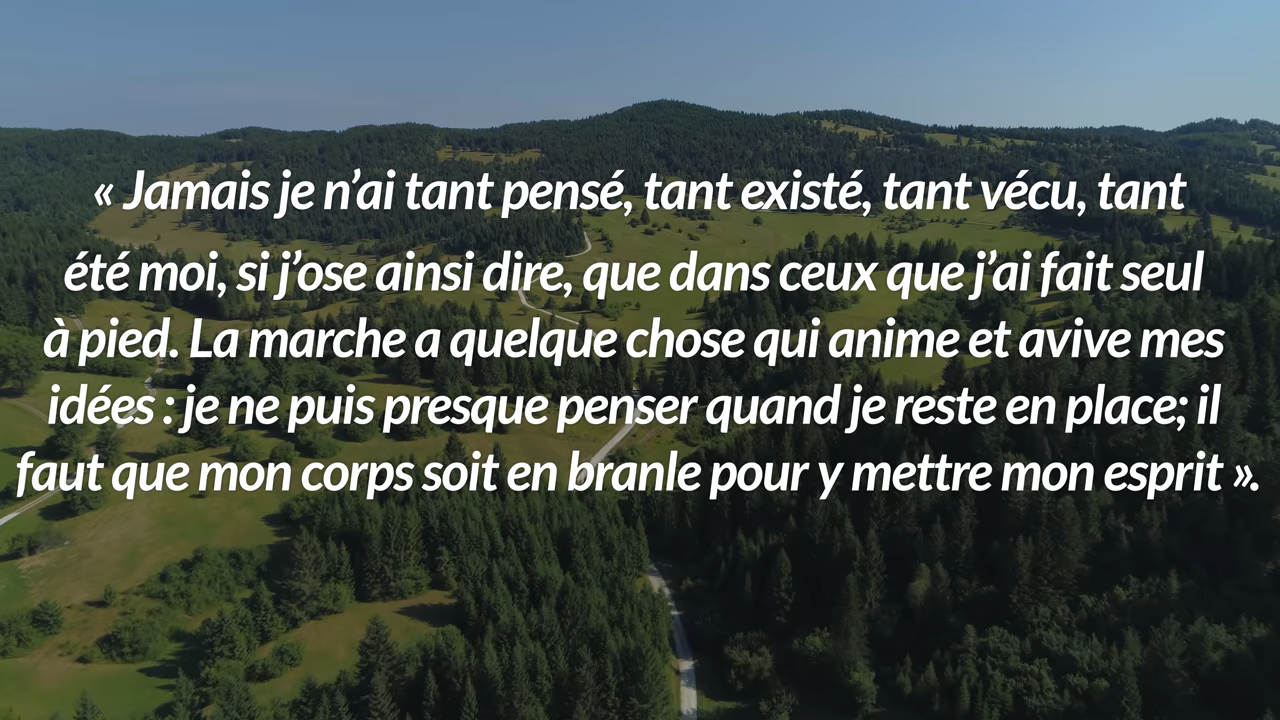 « Jamais je n’ai tant pensé, tant existé, tant vécu, tant
été moi, si j’ose ainsi dire, que dans ceux que j’ai fait seul
à pied. La marche a quelque chose qui anime et avive mes
idées : je ne puis presque penser quand je reste en place; il
faut que mon corps soit en branle pour y mettre mon esprit ».